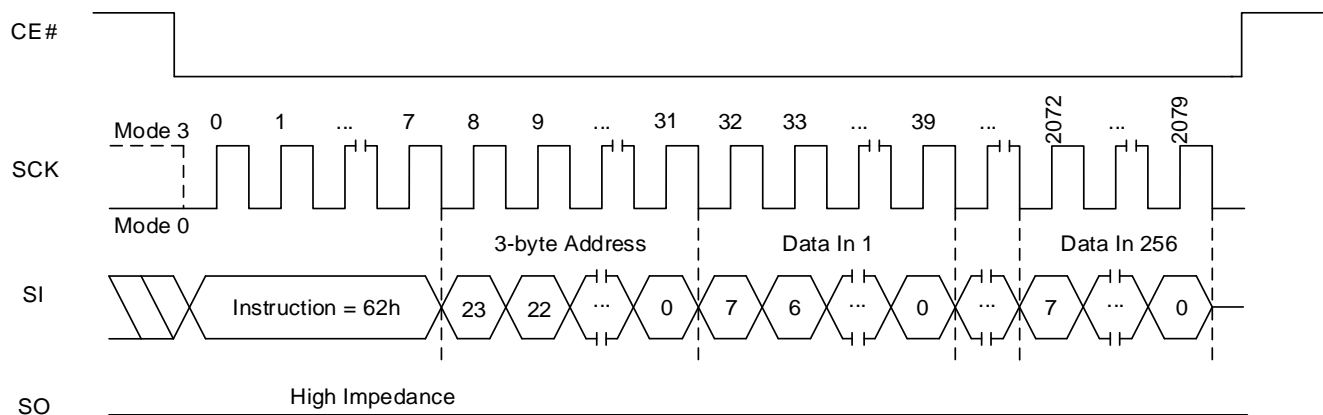 CE#
0 1 ... 7 8 9 ... 31 32 33 ... 39 ... 2072 ... 2079
Mode 3
SCK
Mode 0
3-byte Address Data In 1 Data In 256
SI Instruction = 62h 23 22 ... 0 7 6 ... 0 ... 7 ... 0
High Impedance
SO